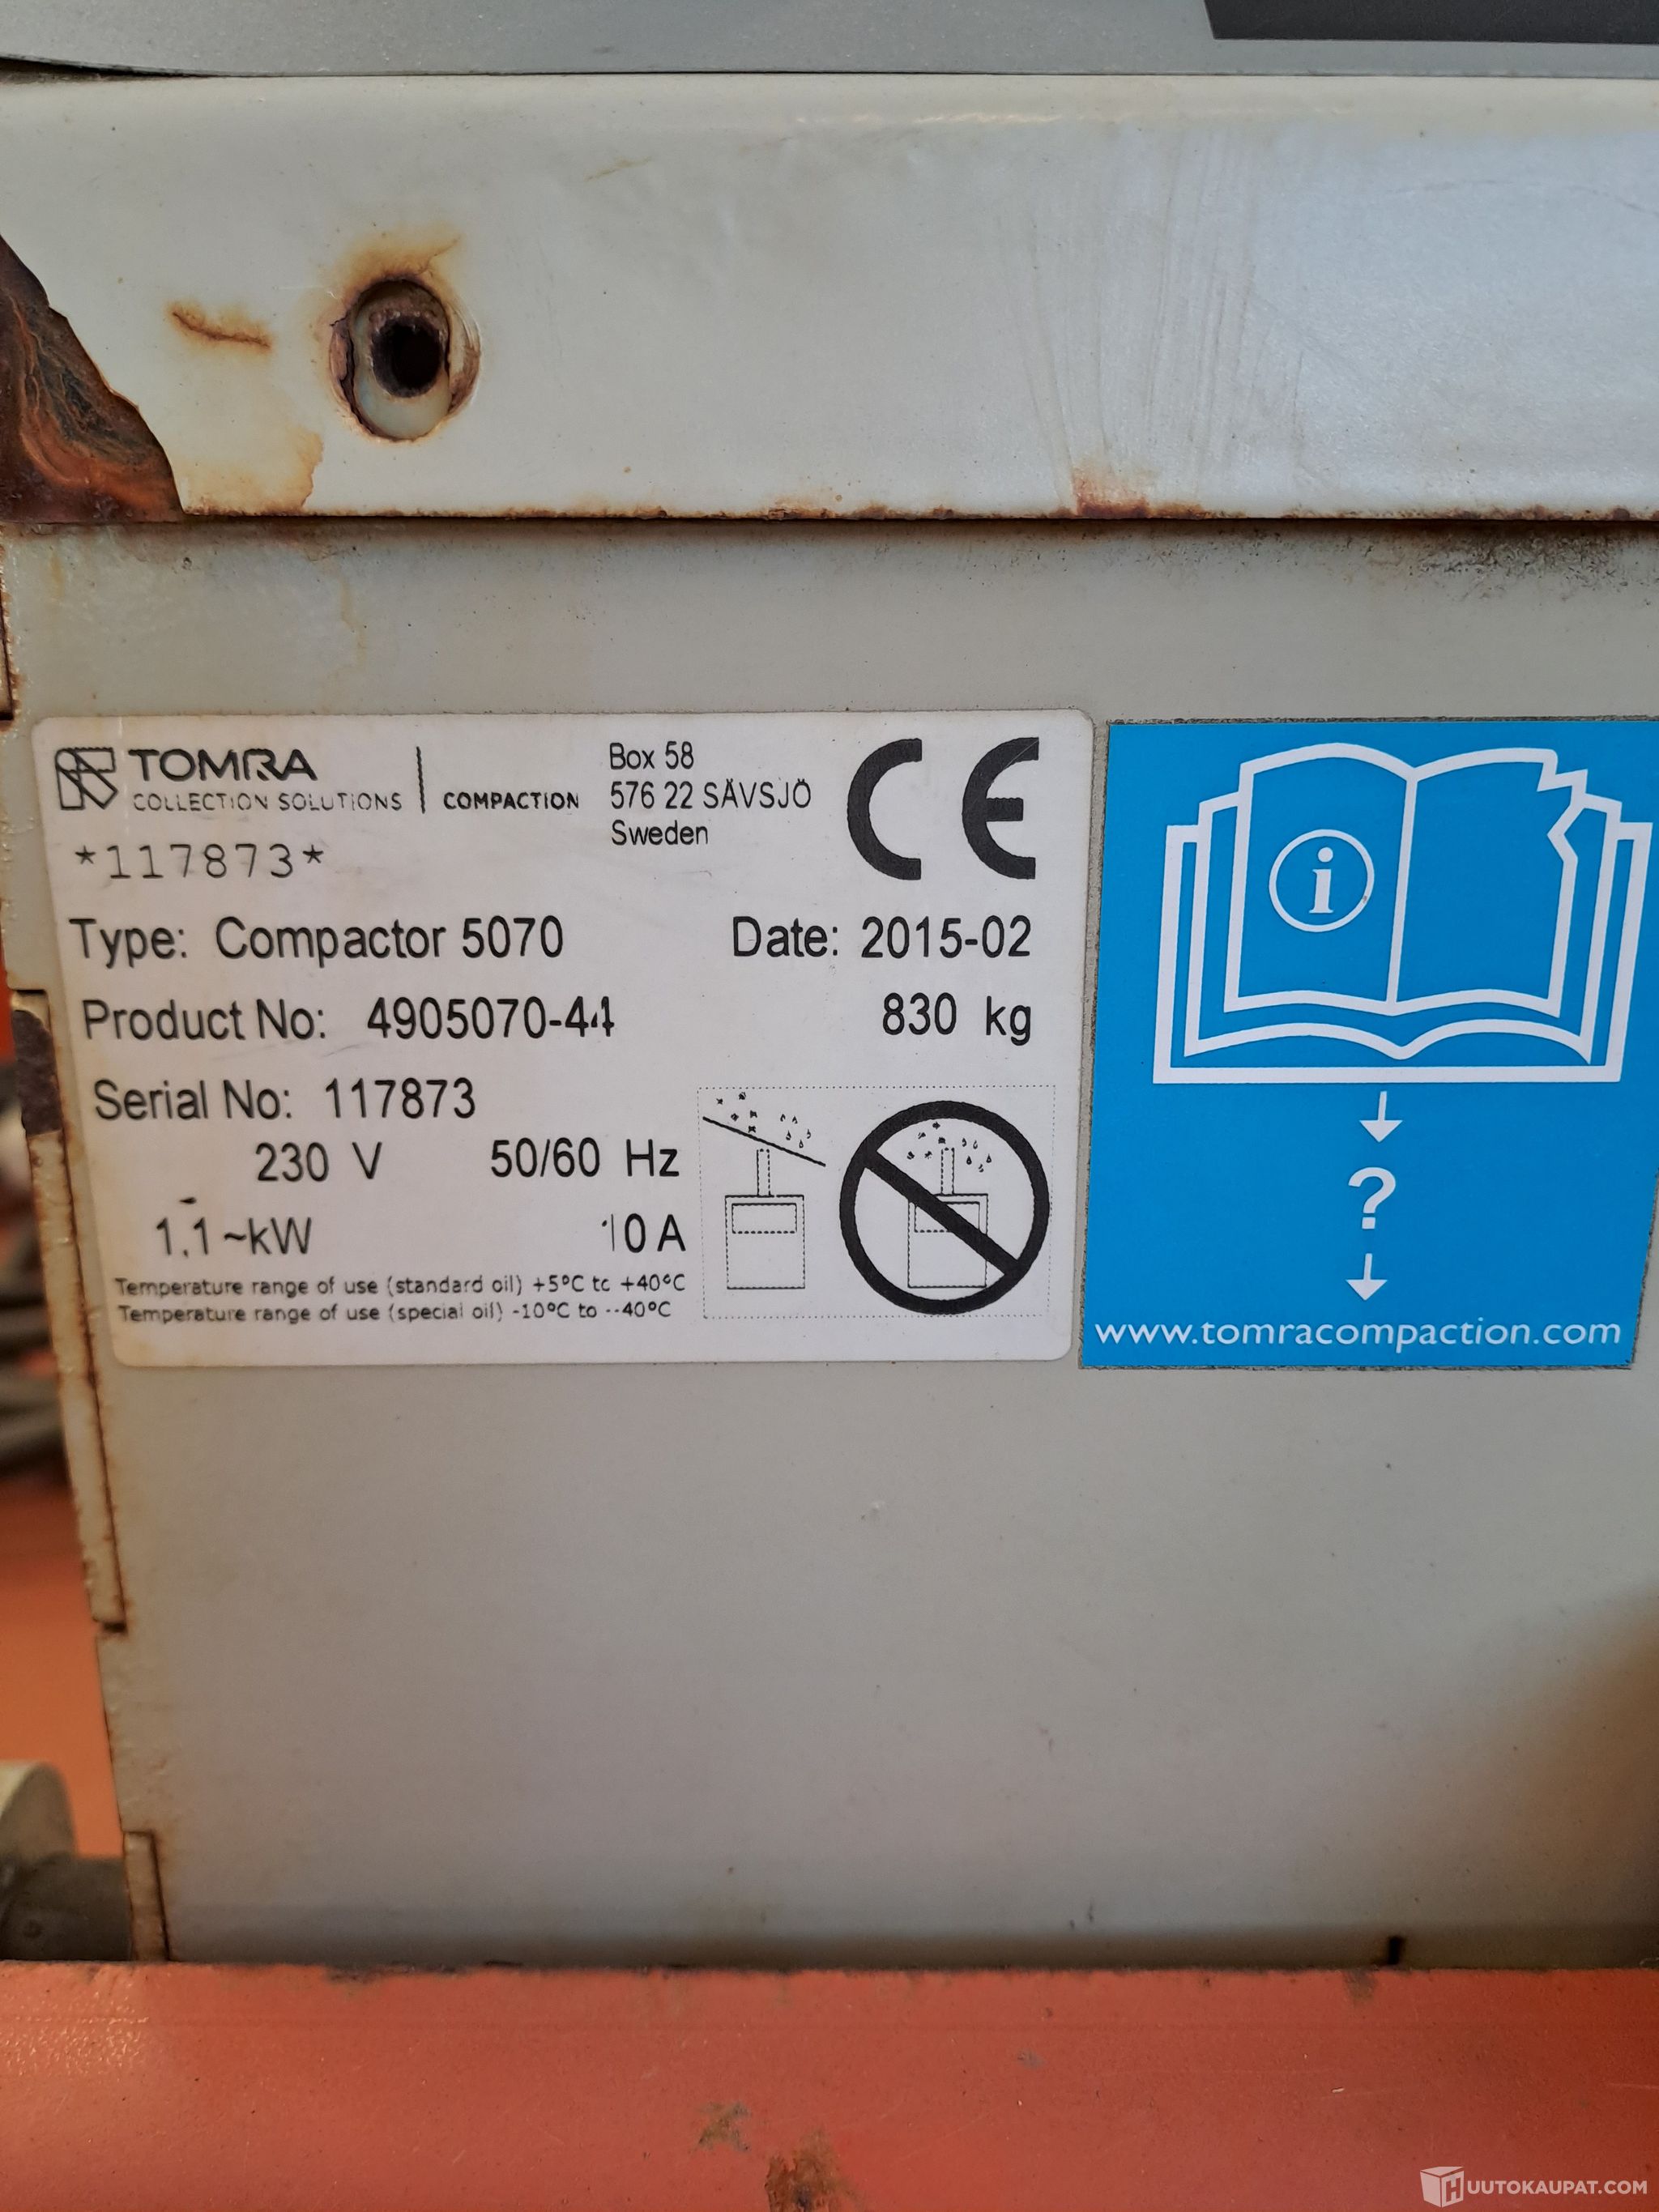 TOMRA
COLLECTION SOLUTIONS | COMPACTION
Box 58
576 22 SÄVSJÖ
Sweden
CE
*117873*
Type: Compactor 5070 Date: 2015-02
Product No: 4905070-44 830 kg
Serial No: 117873
230 V 50/60 Hz
1.1 ~kW 10 A
Temperature range of use (standard oil) +5°C to +40°C
Temperature range of use (special oil) -10°C to +40°C
i
?
www.tomracompaction.com
HUUTOKAUPAT.COM